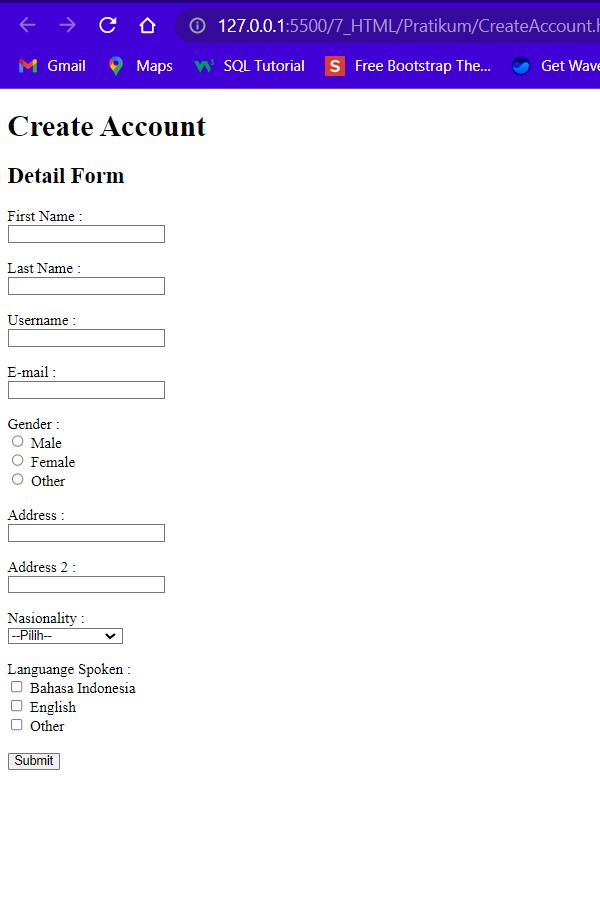 127.0.0.1:5500/7_HTML/Pratikum/CreateAccount.h
Gmail Maps SQL Tutorial Free Bootstrap The... Get Wave
Create Account
Detail Form
First Name :
Last Name :
Username :
E-mail :
Gender :
Male
Female
Other
Address :
Address 2 :
Nasionality :
--Pilih--
Languange Spoken :
Bahasa Indonesia
English
Other
Submit